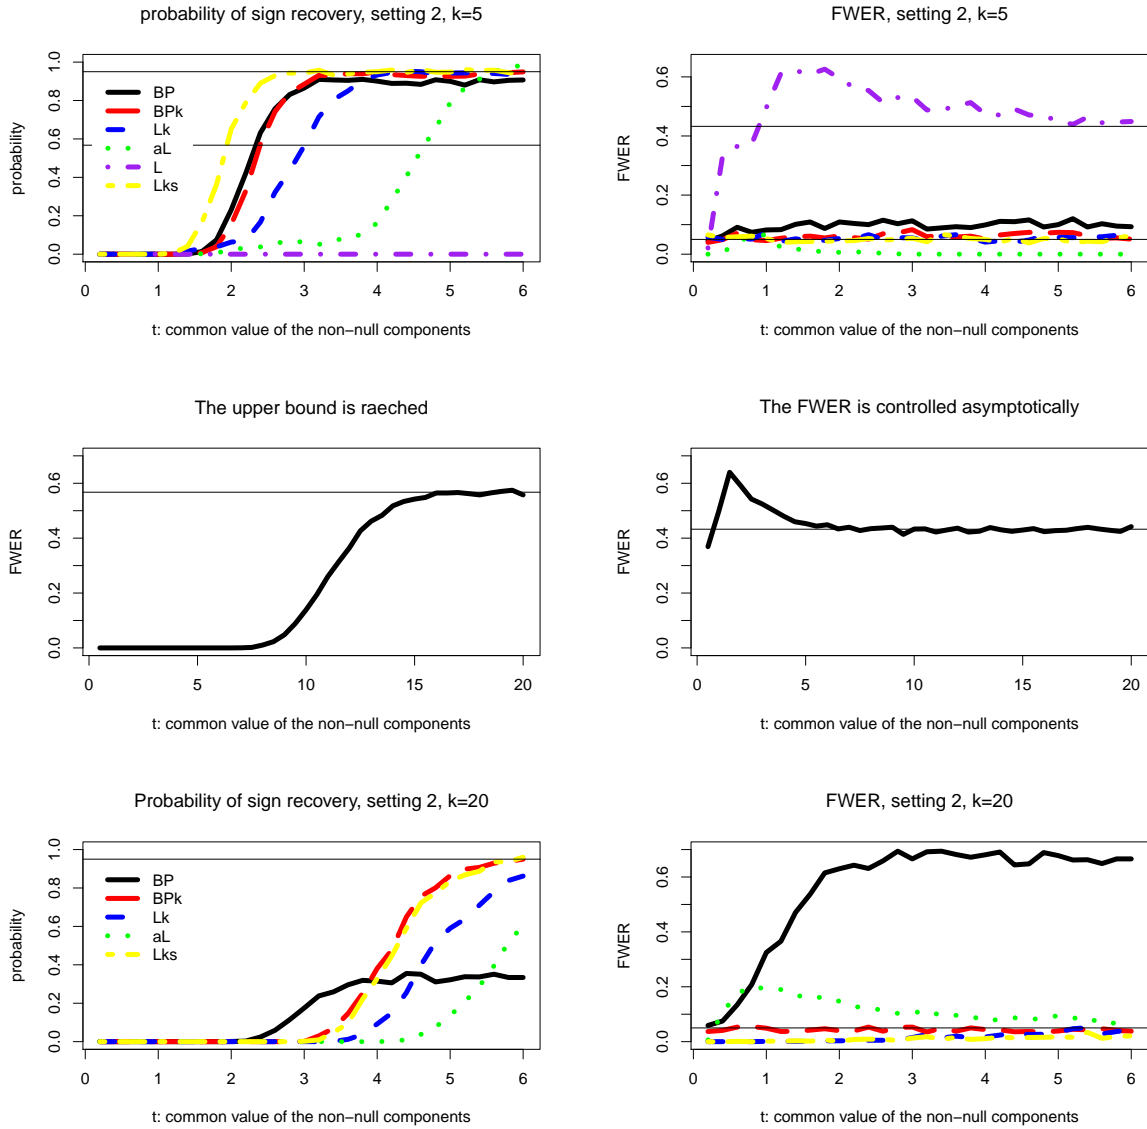 probability of sign recovery, setting 2, k=5
probability
0.0 0.2 0.4 0.6 0.8 1.0
BP
BPk
Lk
aL
L
Lks
0 1 2 3 4 5 6
t: common value of the non−null components
FWER, setting 2, k=5
FWER
0.0 0.2 0.4 0.6
0 1 2 3 4 5 6
t: common value of the non−null components
The upper bound is raeched
FWER
0.0 0.2 0.4 0.6
0 5 10 15 20
t: common value of the non−null components
The FWER is controlled asymptotically
FWER
0.0 0.2 0.4 0.6
0 5 10 15 20
t: common value of the non−null components
Probability of sign recovery, setting 2, k=20
probability
0.0 0.2 0.4 0.6 0.8 1.0
BP
BPk
Lk
aL
Lks
0 1 2 3 4 5 6
t: common value of the non−null components
FWER, setting 2, k=20
FWER
0.0 0.2 0.4 0.6
0 1 2 3 4 5 6
t: common value of the non−null components